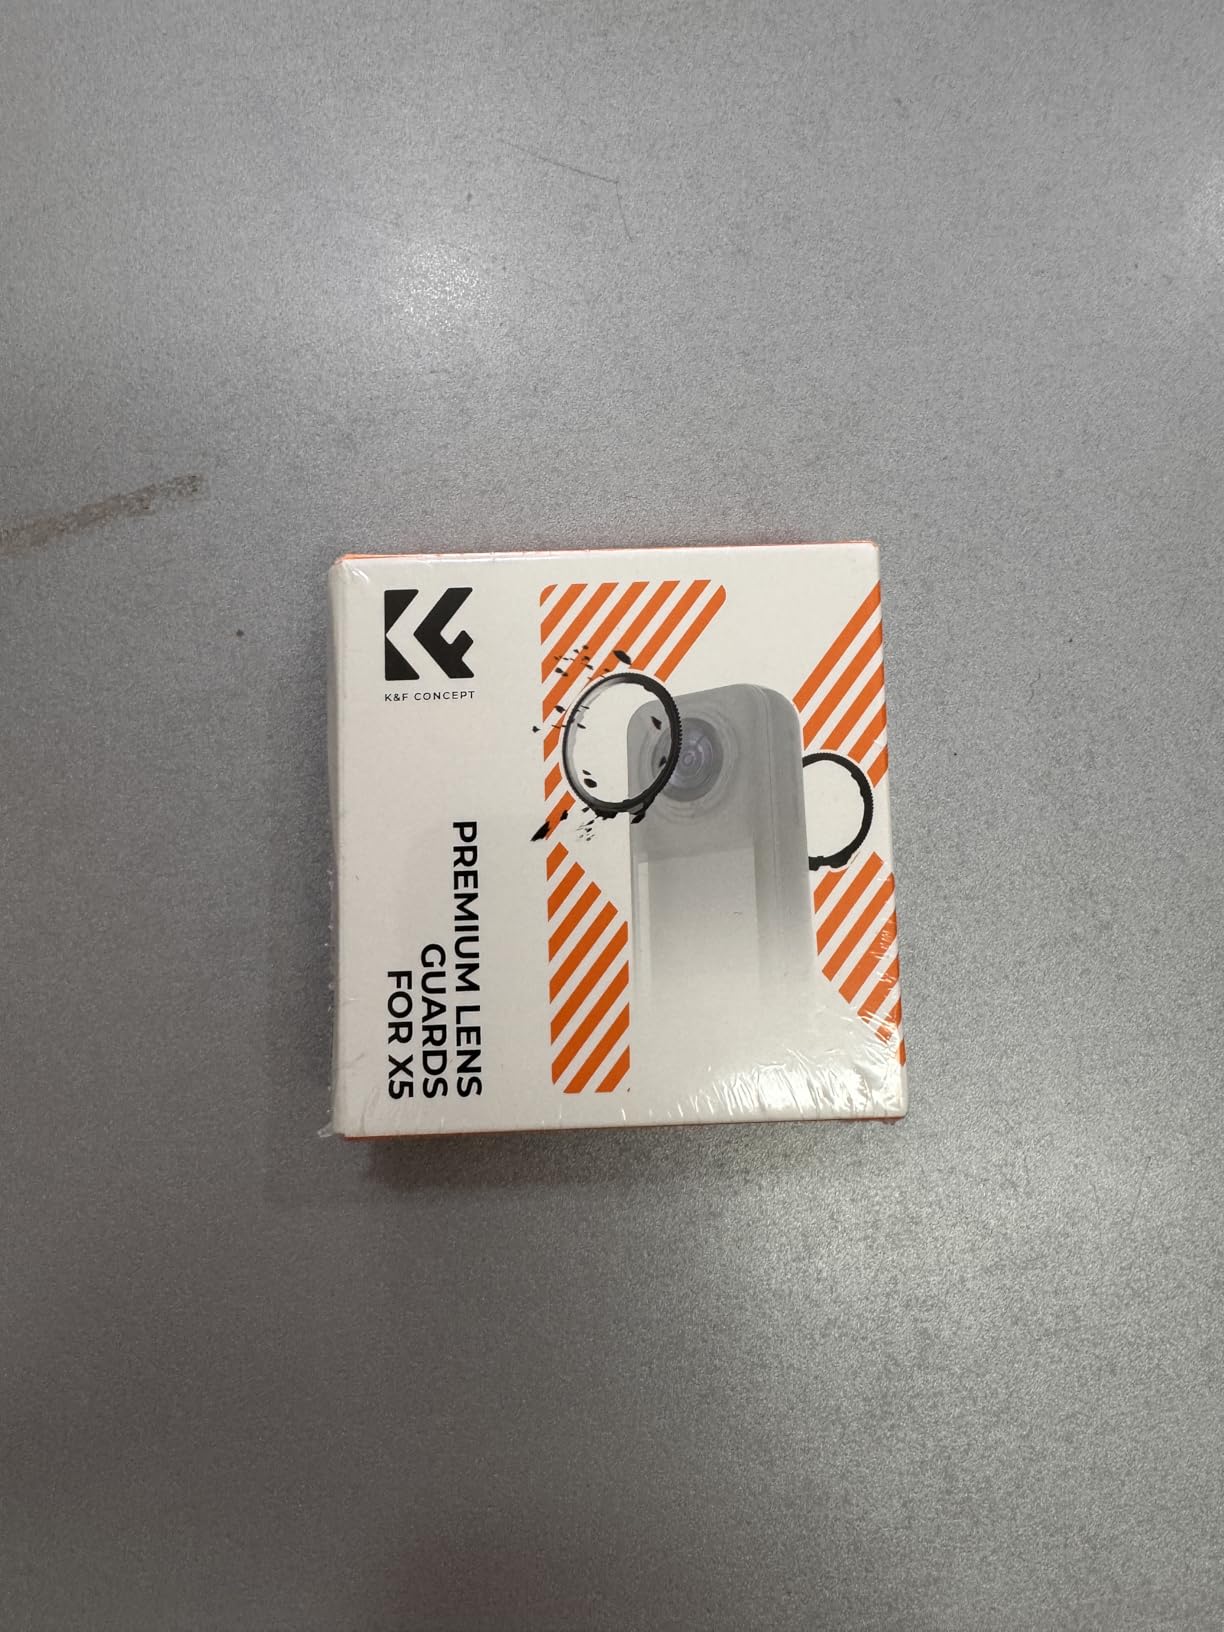 K&F CONCEPT
PREMIUM LENS
GUARDS
FOR X5